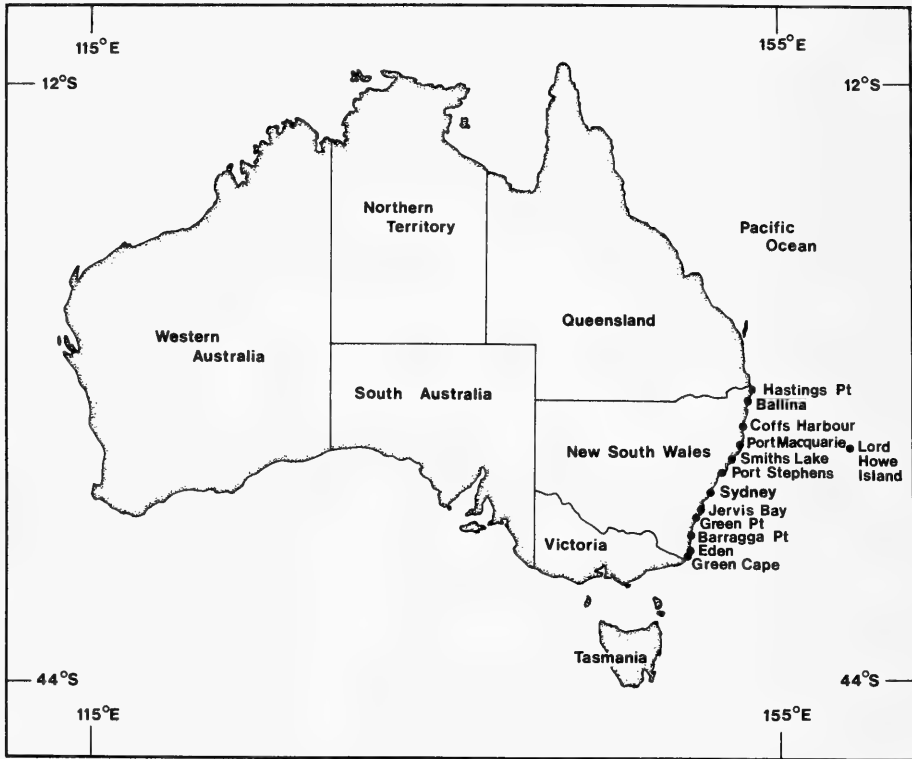 115°E
155°E
12°S
12°S
Northern
Territory
Pacific
Ocean
Western
Australia
Queensland
South Australia
New South Wales
Hastings Pt
Ballina
Coffs Harbour
Port Macquarie
Smiths Lake
Port Stephens
Lord
Howe
Island
Sydney
Jervis Bay
Green Pt
Barragga Pt
Eden
Green Cape
Victoria
Tasmania
44°S
44°S
115°E
155°E